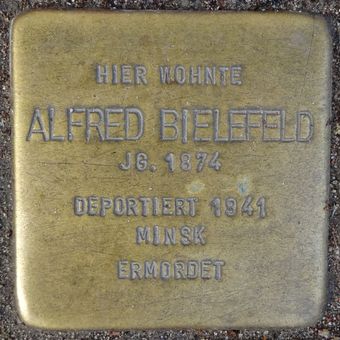 HIER WOHNTE
ALFRED BIELEFELD
JG. 1874
DEPORTIERT 1941
MINSK
ERMORDET